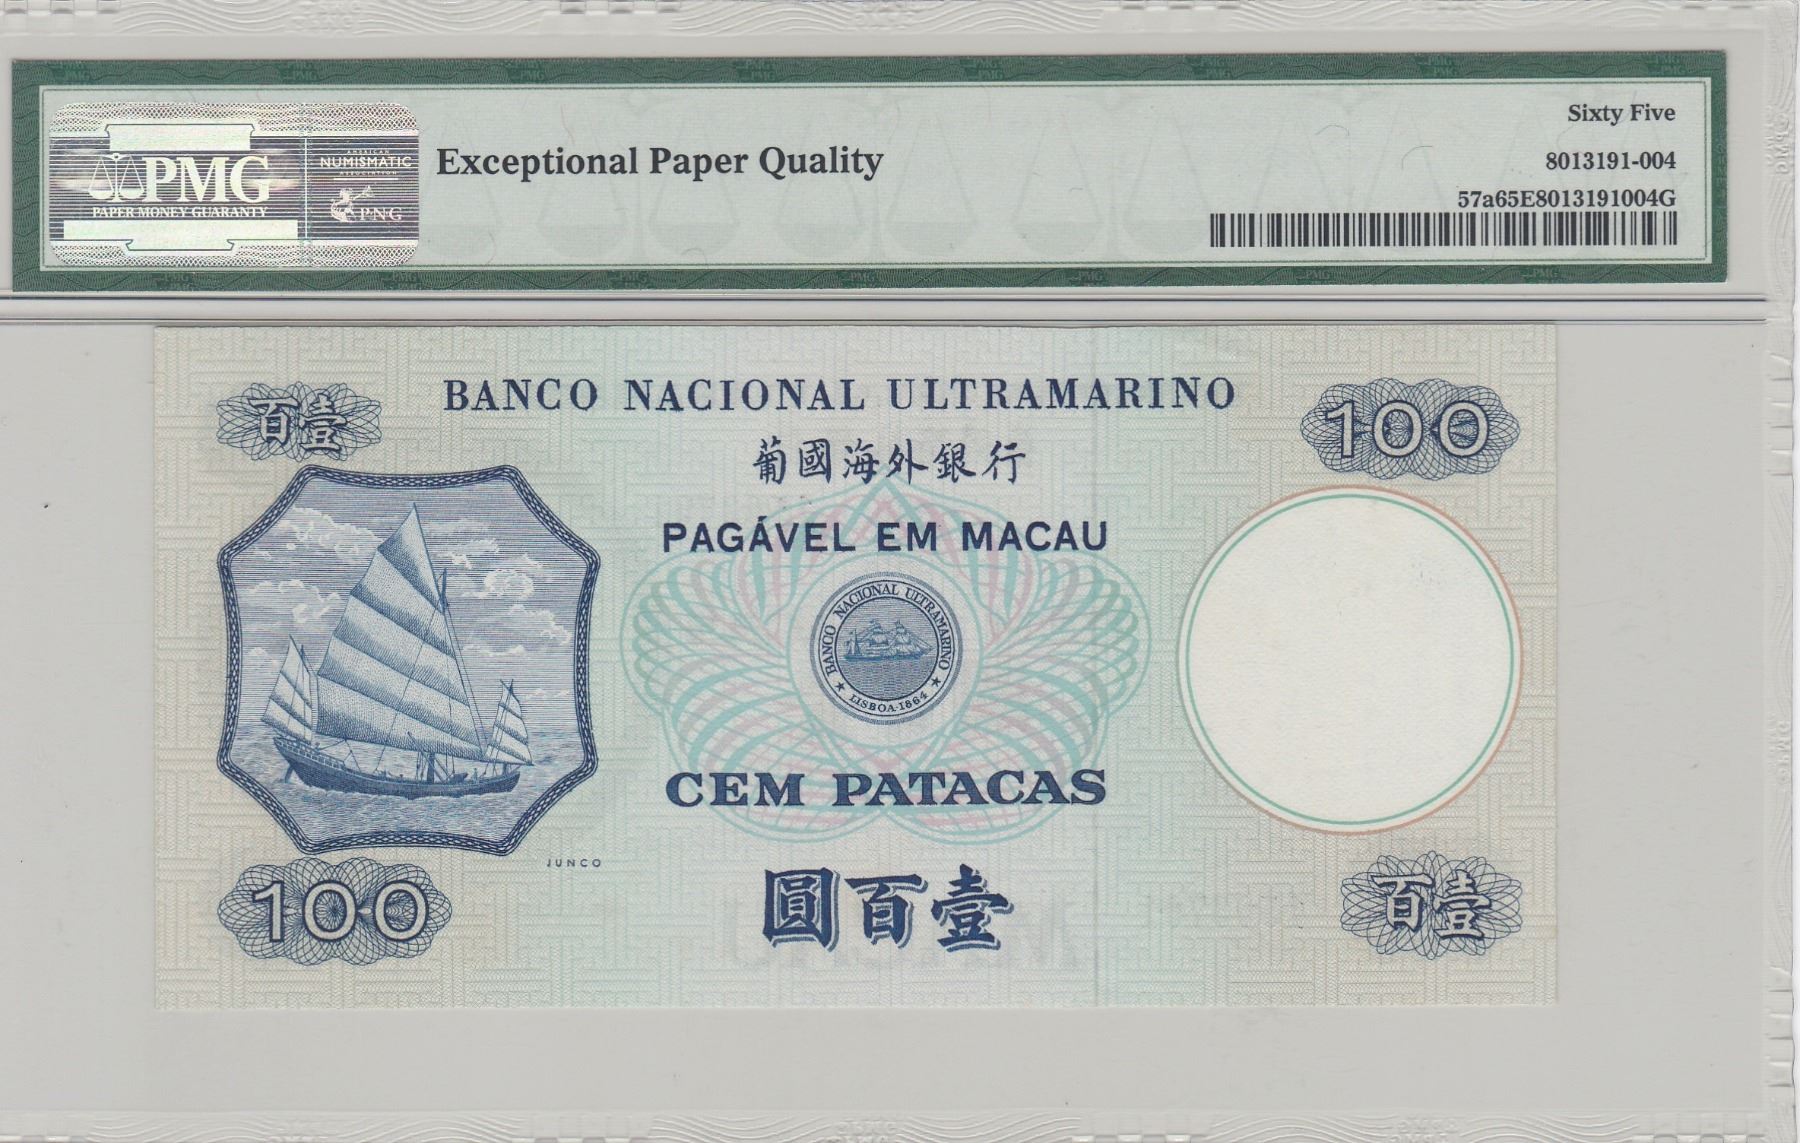 PMG
PAPER MONEY GUARANTY
AMERICAN
NUMISMATIC
ASSOCIATION
PNG
Exceptional Paper Quality
Sixty Five
8013191-004
57a65E8013191004G
百壹
BANCO NACIONAL ULTRAMARINO
100
葡國海外銀行
PAGÁVEL EM MACAU
BANCO NACIONAL ULTRAMARINO
★ LISBOA·1864 ★
CEM PATACAS
JUNCO
100
圓百壹
百壹